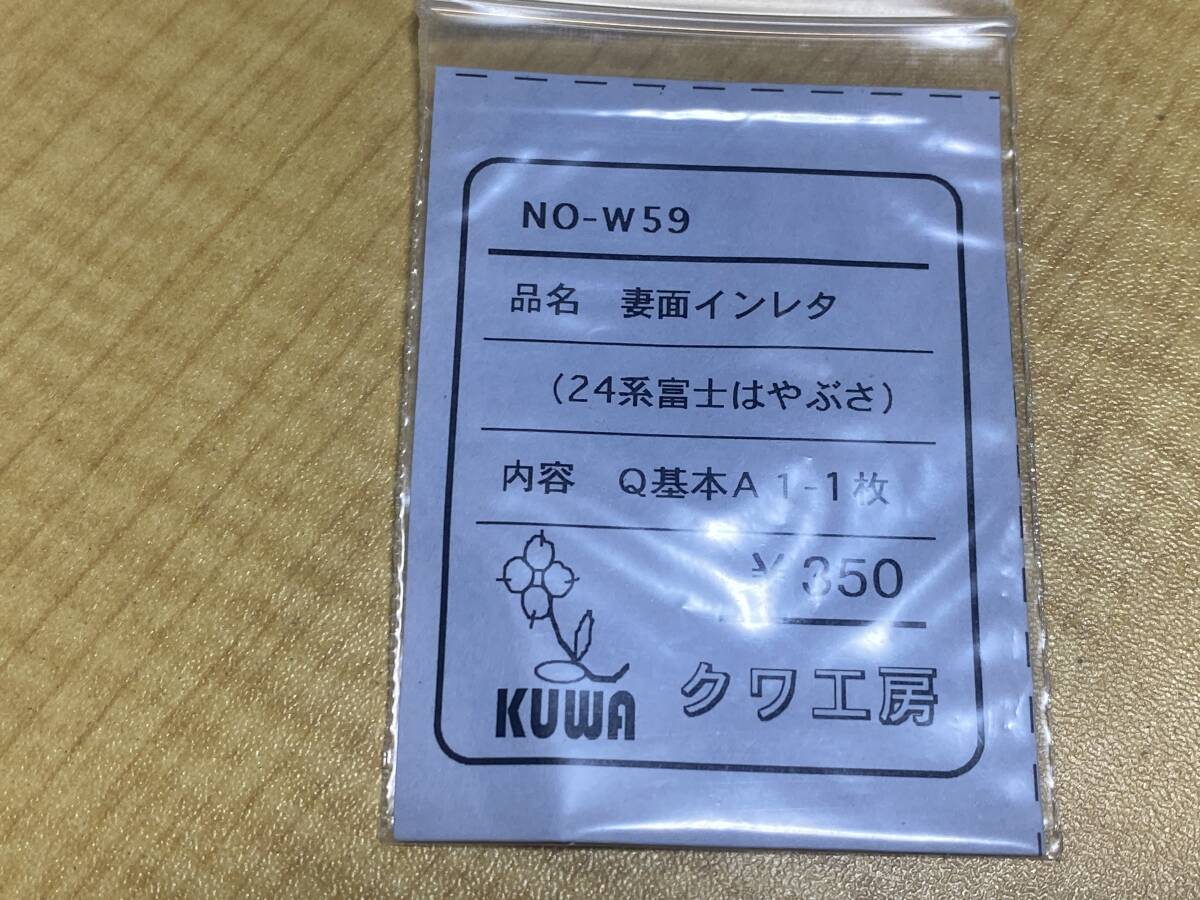 NO-W59
品名 妻面インレタ
(24系富士はやぶさ)
内容 Q基本A1-1枚
¥350
KUWA クワ工房